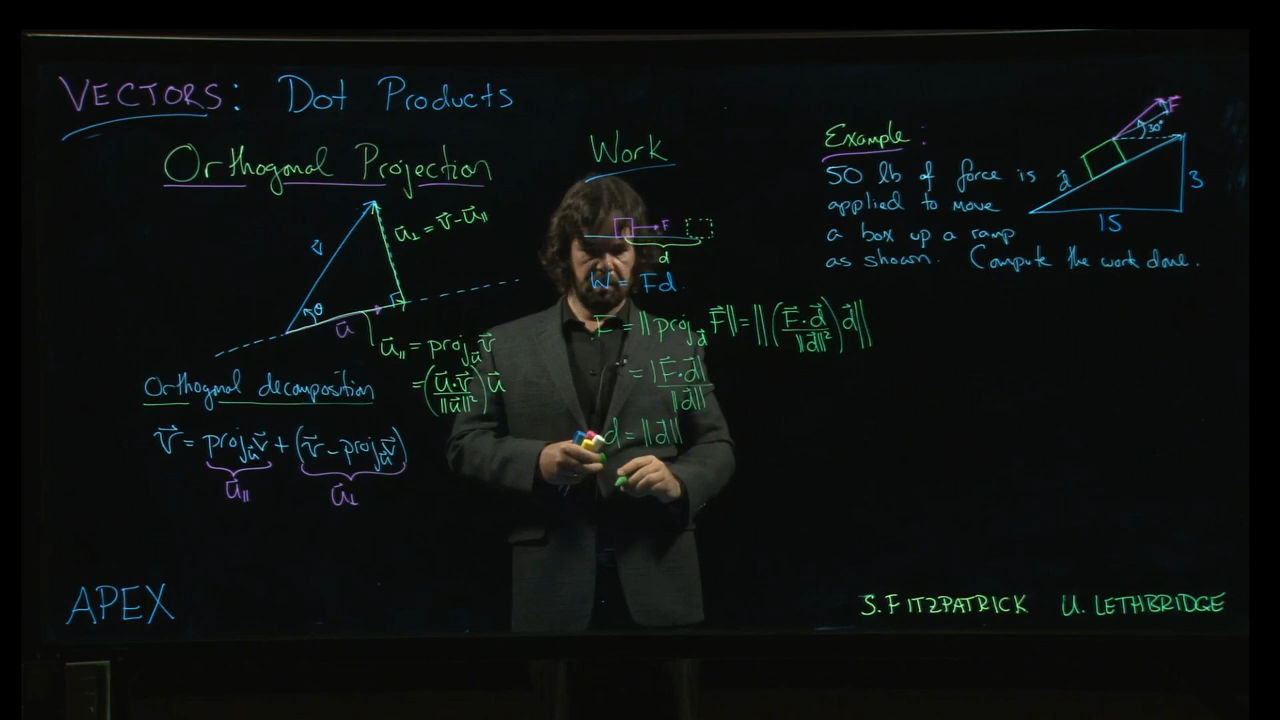 VECTORS: Dot Products
Orthogonal Projection
v⃗
u⃗⊥ = v⃗ - u⃗∥
θ
u⃗
u⃗∥ = proj_u⃗ v⃗
= (u⃗·v⃗ / ‖u⃗‖²) u⃗
Orthogonal decomposition
v⃗ = proj_u⃗ v⃗ + (v⃗ - proj_u⃗ v⃗)
u⃗∥ u⃗⊥
Work
F
d
W = Fd.
F = ‖proj_d⃗ F⃗‖ = ‖(F⃗·d⃗ / ‖d⃗‖²) d⃗‖
= |F⃗·d⃗| / ‖d⃗‖
d = ‖d⃗‖
Example:
50 lb of force is
applied to move
a box up a ramp
as shown. Compute the work done.
F⃗
30°
d⃗
3
15
APEX
S. FITZPATRICK U. LETHBRIDGE